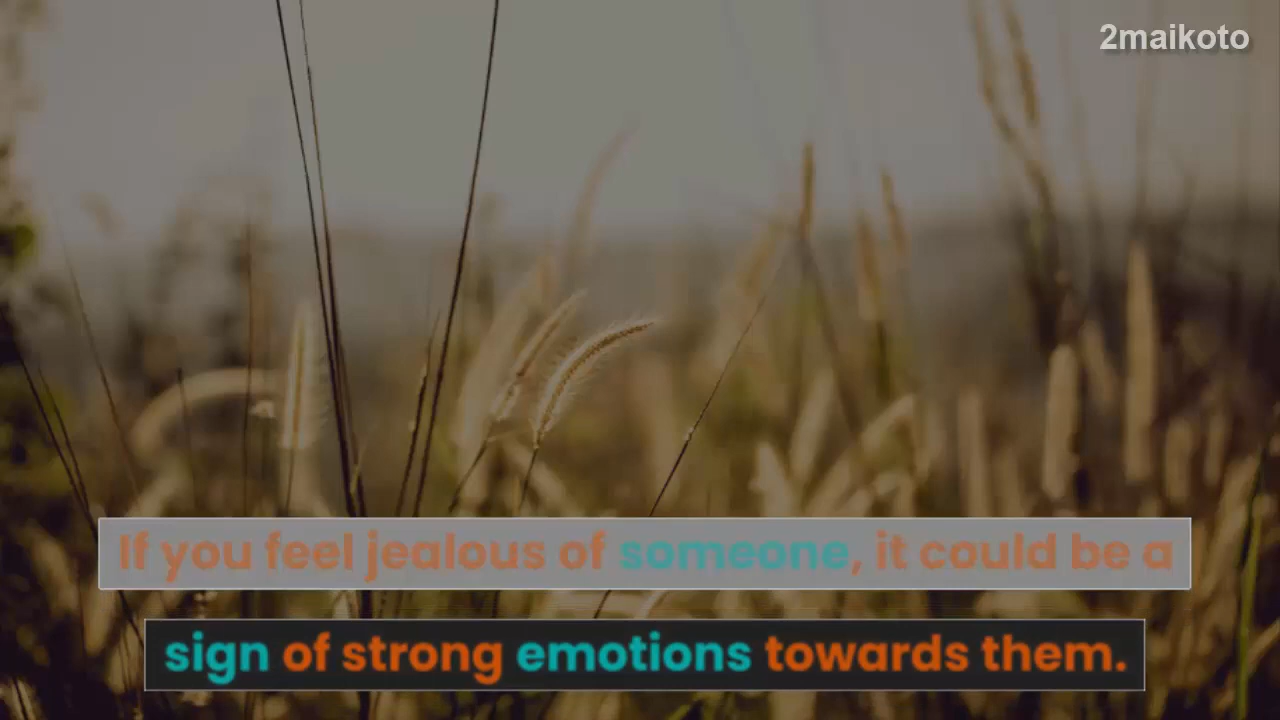 2maikoto
If you feel jealous of someone, it could be a
sign of strong emotions towards them.